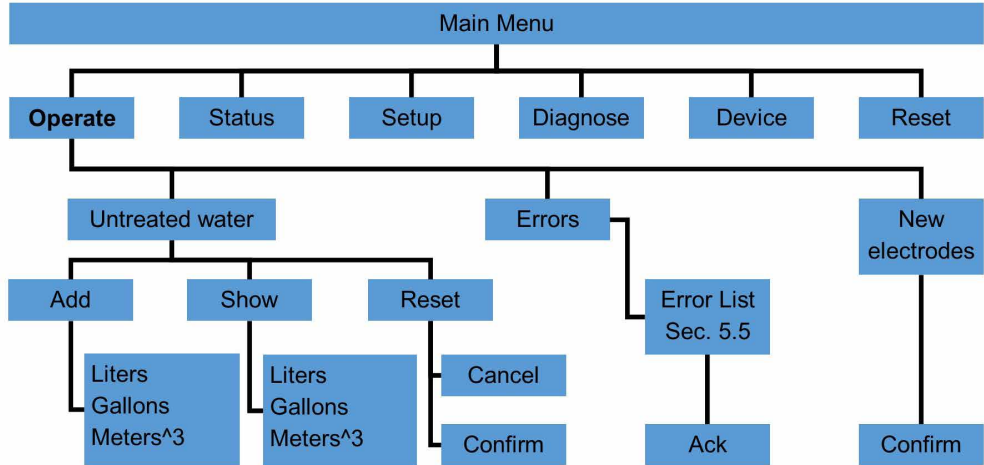 Main Menu
Operate
Status
Setup
Diagnose
Device
Reset
Untreated water
Errors
New
electrodes
Add
Show
Reset
Error List
Sec. 5.5
Liters
Gallons
Meters^3
Liters
Gallons
Meters^3
Cancel
Confirm
Ack
Confirm